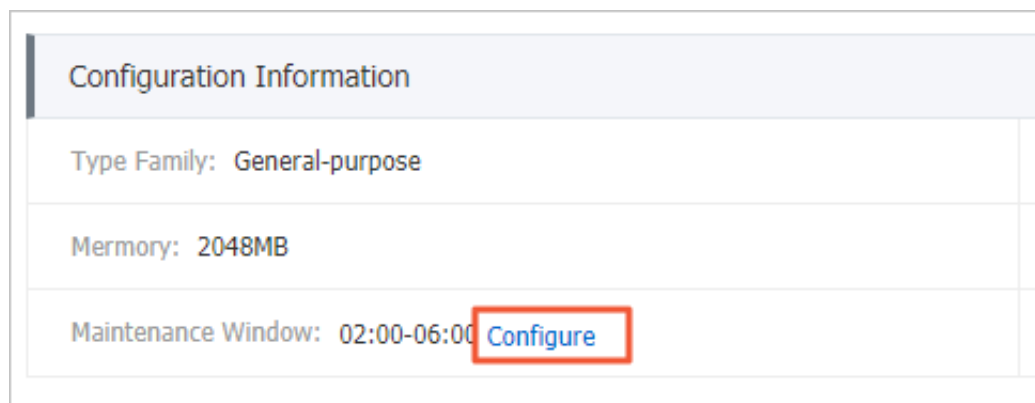 Configuration Information
Type Family: General-purpose
Mermory: 2048MB
Maintenance Window: 02:00-06:00 Configure